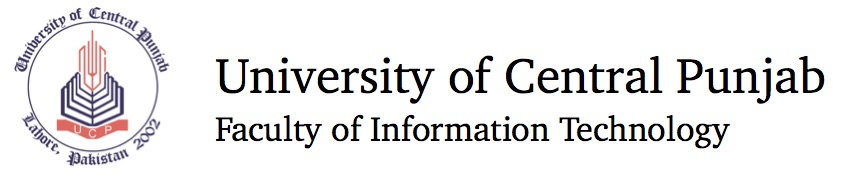 University of Central Punjab
UCP
Lahore, Pakistan 2002
University of Central Punjab
Faculty of Information Technology